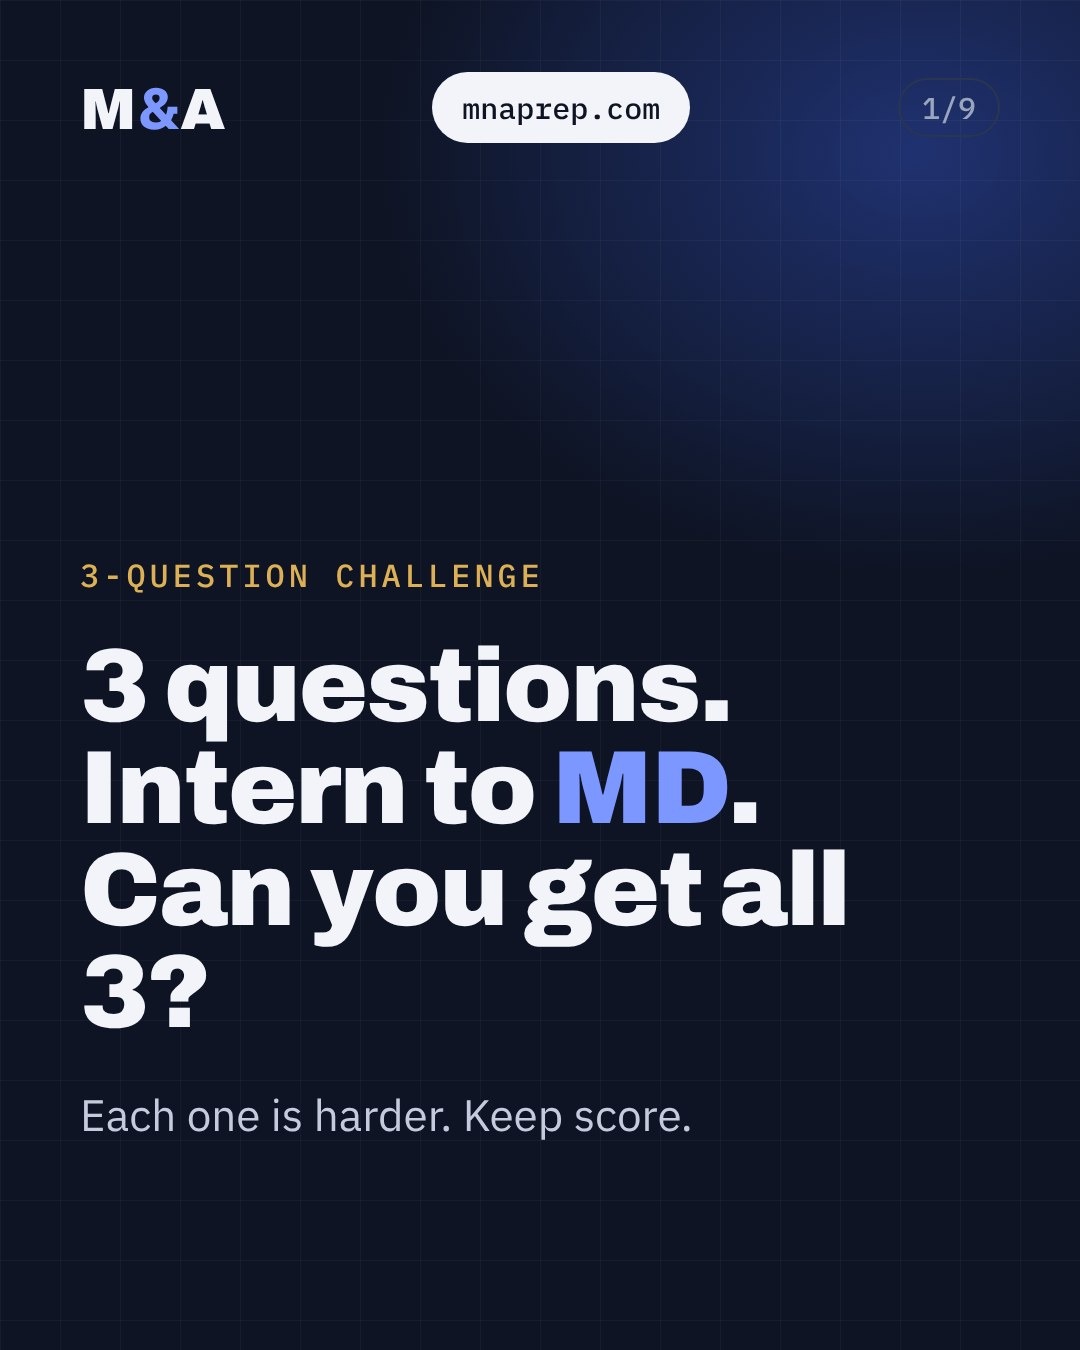 M&A
mnaprep.com
1/9
3-QUESTION CHALLENGE
3 questions.
Intern to MD.
Can you get all
3?
Each one is harder. Keep score.